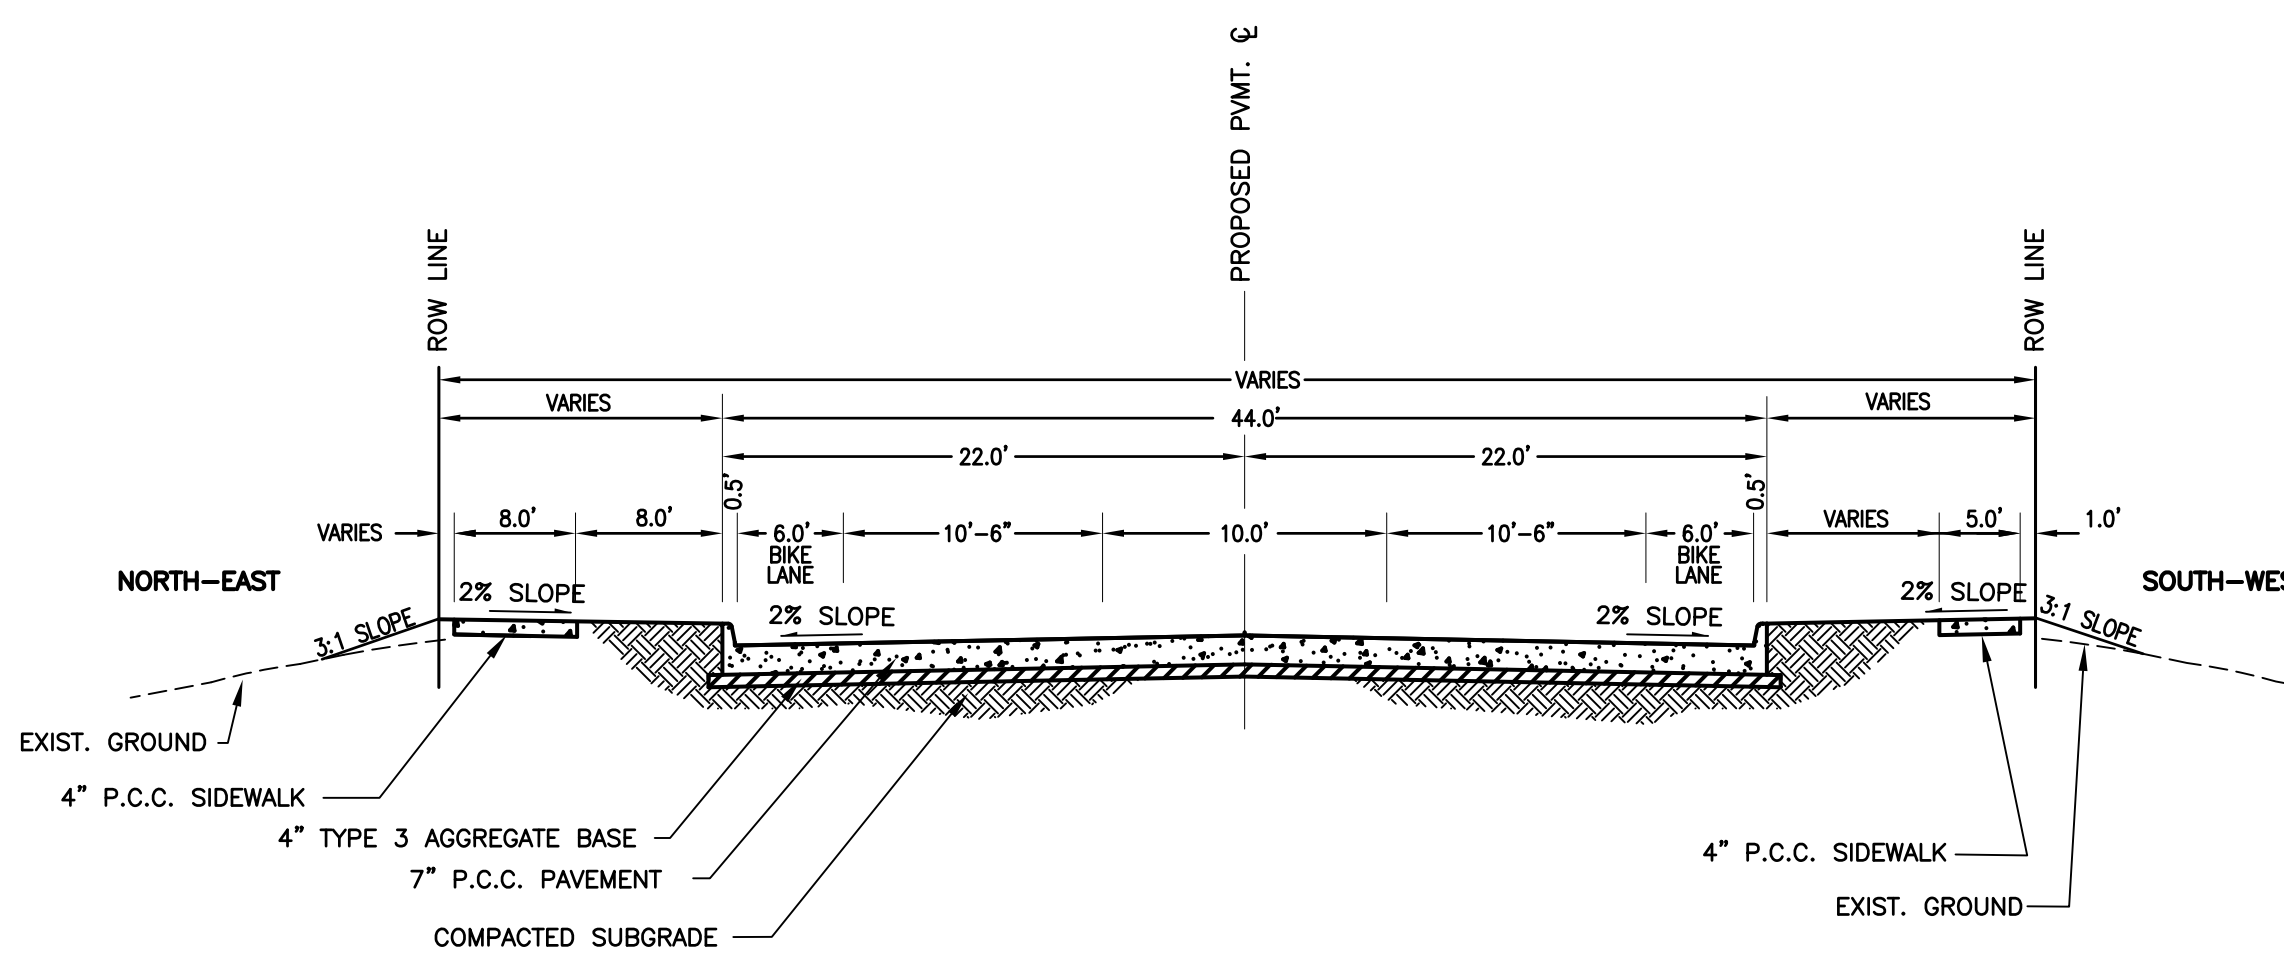 PROPOSED PVMT. ℄
ROW LINE
ROW LINE
VARIES
VARIES
44.0'
VARIES
22.0'
22.0'
0.5'
0.5'
VARIES
8.0'
8.0'
6.0'
BIKE
LANE
10'-6"
10.0'
10'-6"
6.0'
BIKE
LANE
VARIES
5.0'
1.0'
NORTH-EAST
SOUTH-WES
2% SLOPE
2% SLOPE
2% SLOPE
2% SLOPE
3:1 SLOPE
3:1 SLOPE
EXIST. GROUND
4" P.C.C. SIDEWALK
4" TYPE 3 AGGREGATE BASE
7" P.C.C. PAVEMENT
COMPACTED SUBGRADE
4" P.C.C. SIDEWALK
EXIST. GROUND